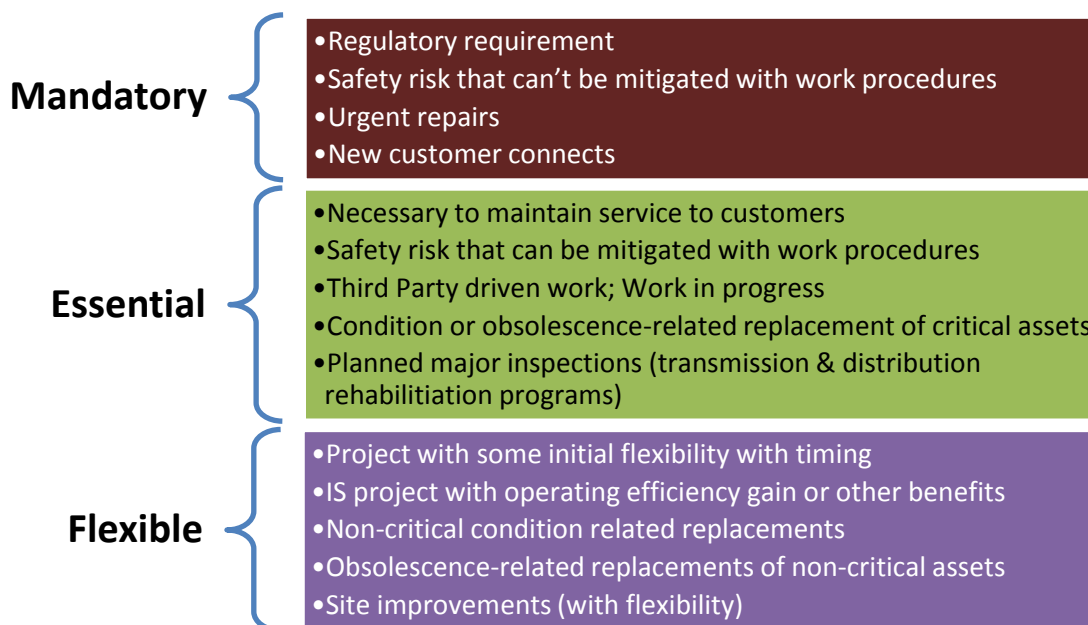 Mandatory
•Regulatory requirement
•Safety risk that can’t be mitigated with work procedures
•Urgent repairs
•New customer connects
Essential
•Necessary to maintain service to customers
•Safety risk that can be mitigated with work procedures
•Third Party driven work; Work in progress
•Condition or obsolescence-related replacement of critical assets
•Planned major inspections (transmission & distribution
rehabilitiation programs)
Flexible
•Project with some initial flexibility with timing
•IS project with operating efficiency gain or other benefits
•Non-critical condition related replacements
•Obsolescence-related replacements of non-critical assets
•Site improvements (with flexibility)